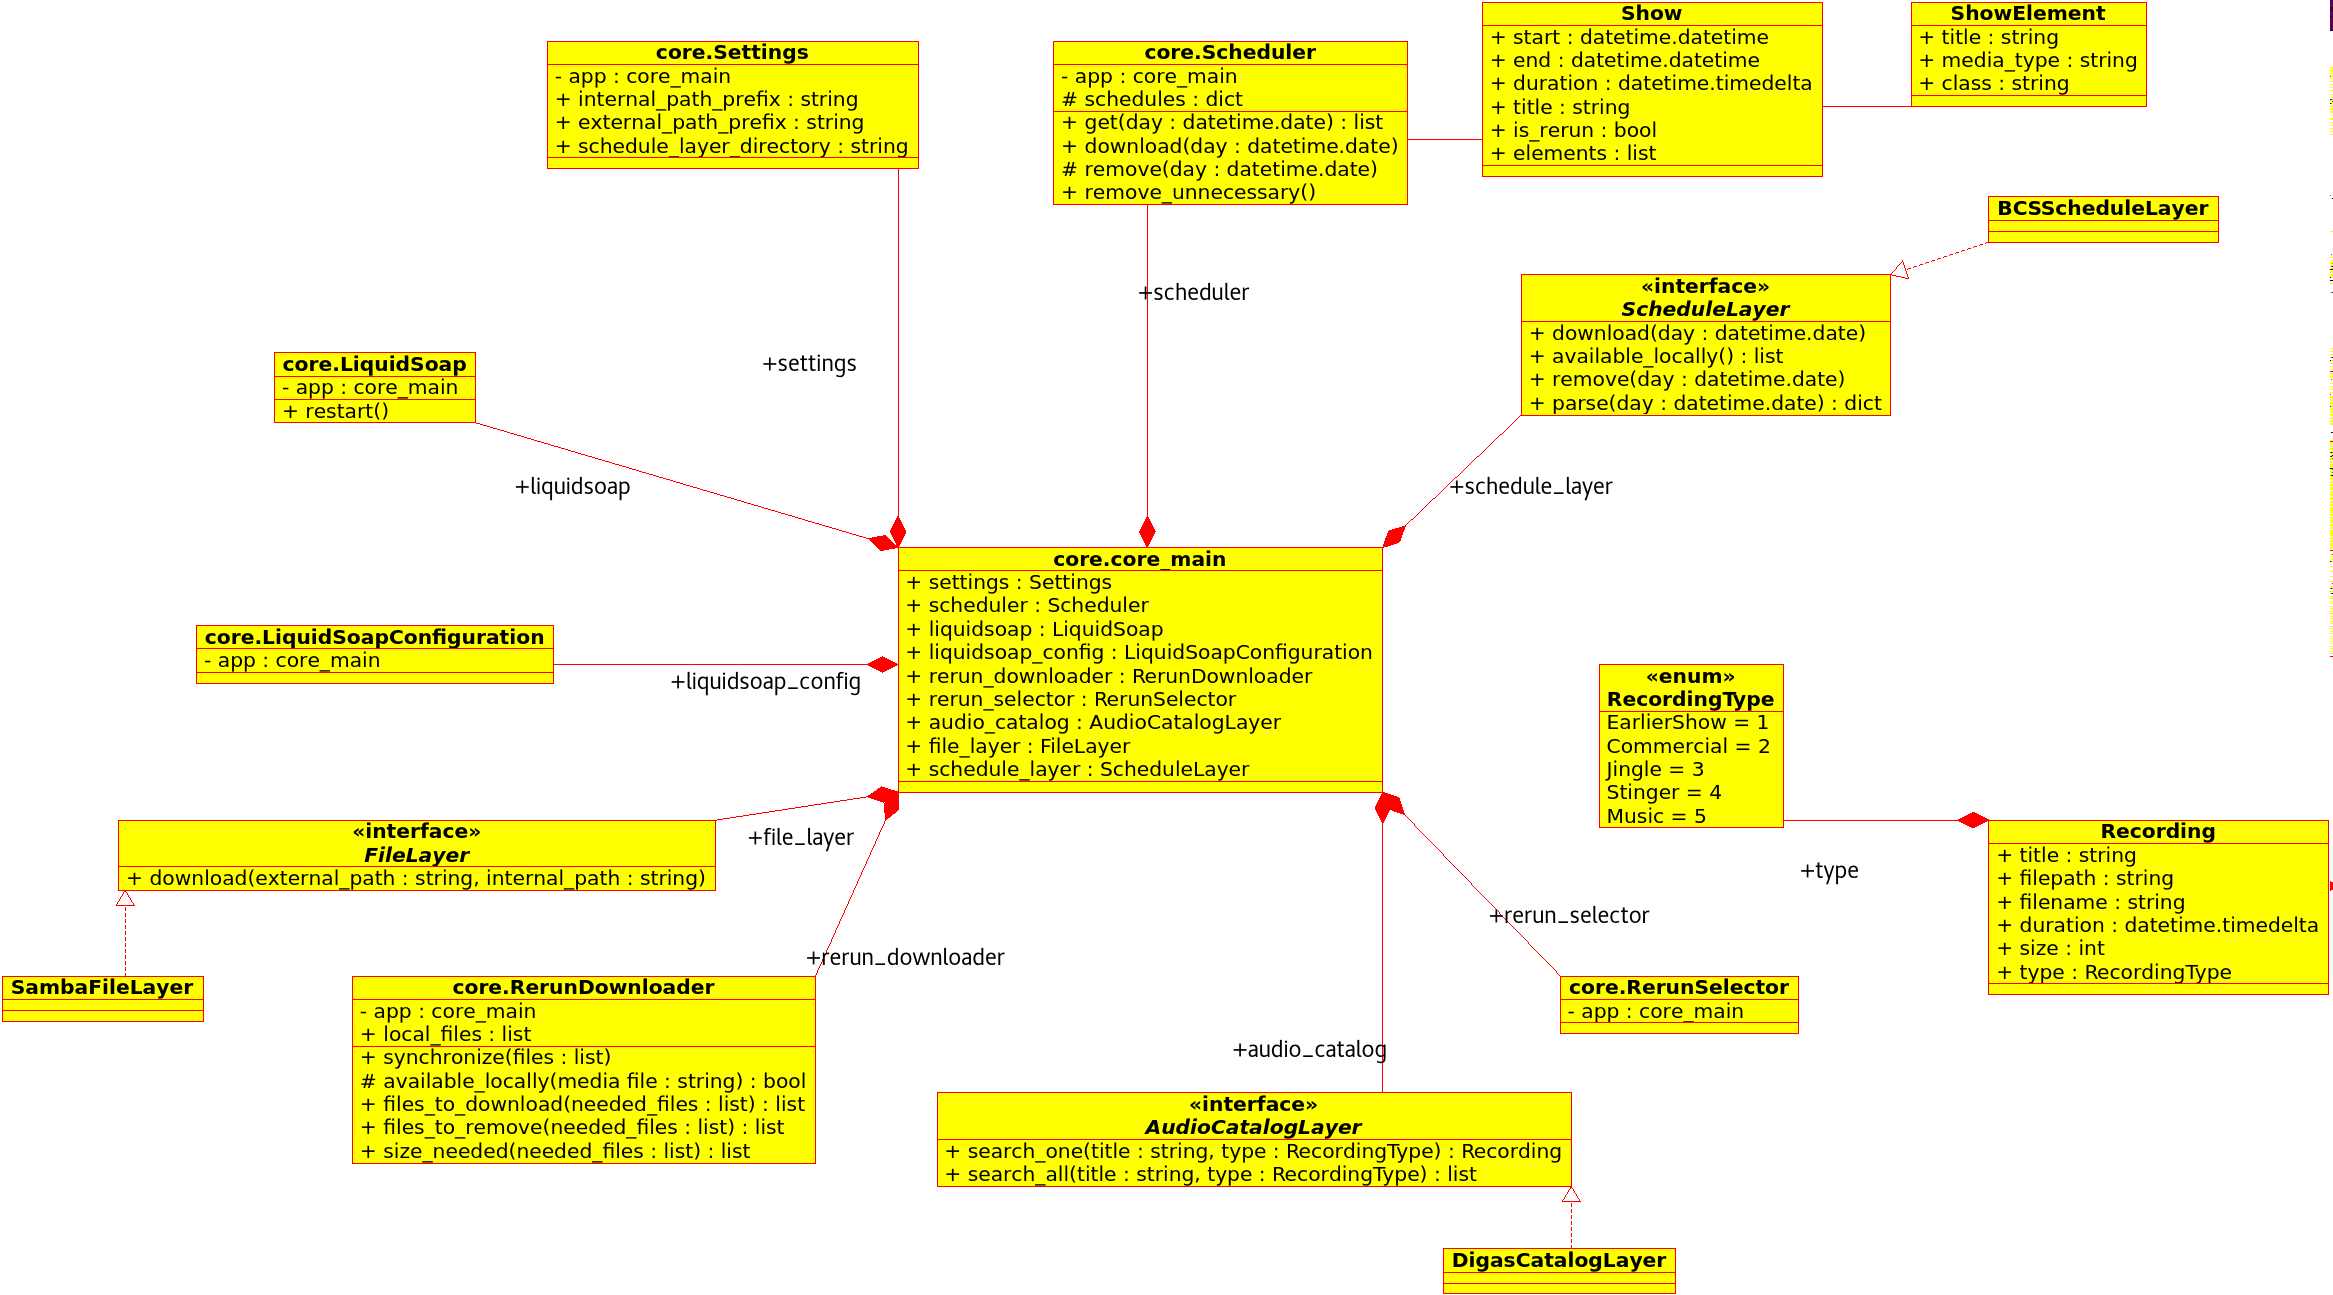 core.Settings
- app : core_main
+ internal_path_prefix : string
+ external_path_prefix : string
+ schedule_layer_directory : string
core.Scheduler
- app : core_main
# schedules : dict
+ get(day : datetime.date) : list
+ download(day : datetime.date)
# remove(day : datetime.date)
+ remove_unnecessary()
Show
+ start : datetime.datetime
+ end : datetime.datetime
+ duration : datetime.timedelta
+ title : string
+ is_rerun : bool
+ elements : list
ShowElement
+ title : string
+ media_type : string
+ class : string
BCSScheduleLayer
«interface»
ScheduleLayer
+ download(day : datetime.date)
+ available_locally() : list
+ remove(day : datetime.date)
+ parse(day : datetime.date) : dict
+scheduler
+settings
core.LiquidSoap
- app : core_main
+ restart()
+liquidsoap
+schedule_layer
core.core_main
+ settings : Settings
+ scheduler : Scheduler
+ liquidsoap : LiquidSoap
+ liquidsoap_config : LiquidSoapConfiguration
+ rerun_downloader : RerunDownloader
+ rerun_selector : RerunSelector
+ audio_catalog : AudioCatalogLayer
+ file_layer : FileLayer
+ schedule_layer : ScheduleLayer
core.LiquidSoapConfiguration
- app : core_main
+liquidsoap_config
«enum»
RecordingType
EarlierShow = 1
Commercial = 2
Jingle = 3
Stinger = 4
Music = 5
+type
Recording
+ title : string
+ filepath : string
+ filename : string
+ duration : datetime.timedelta
+ size : int
+ type : RecordingType
«interface»
FileLayer
+ download(external_path : string, internal_path : string)
+file_layer
SambaFileLayer
+rerun_downloader
core.RerunDownloader
- app : core_main
+ local_files : list
+ synchronize(files : list)
# available_locally(media file : string) : bool
+ files_to_download(needed_files : list) : list
+ files_to_remove(needed_files : list) : list
+ size_needed(needed_files : list) : list
+rerun_selector
core.RerunSelector
- app : core_main
+audio_catalog
«interface»
AudioCatalogLayer
+ search_one(title : string, type : RecordingType) : Recording
+ search_all(title : string, type : RecordingType) : list
DigasCatalogLayer